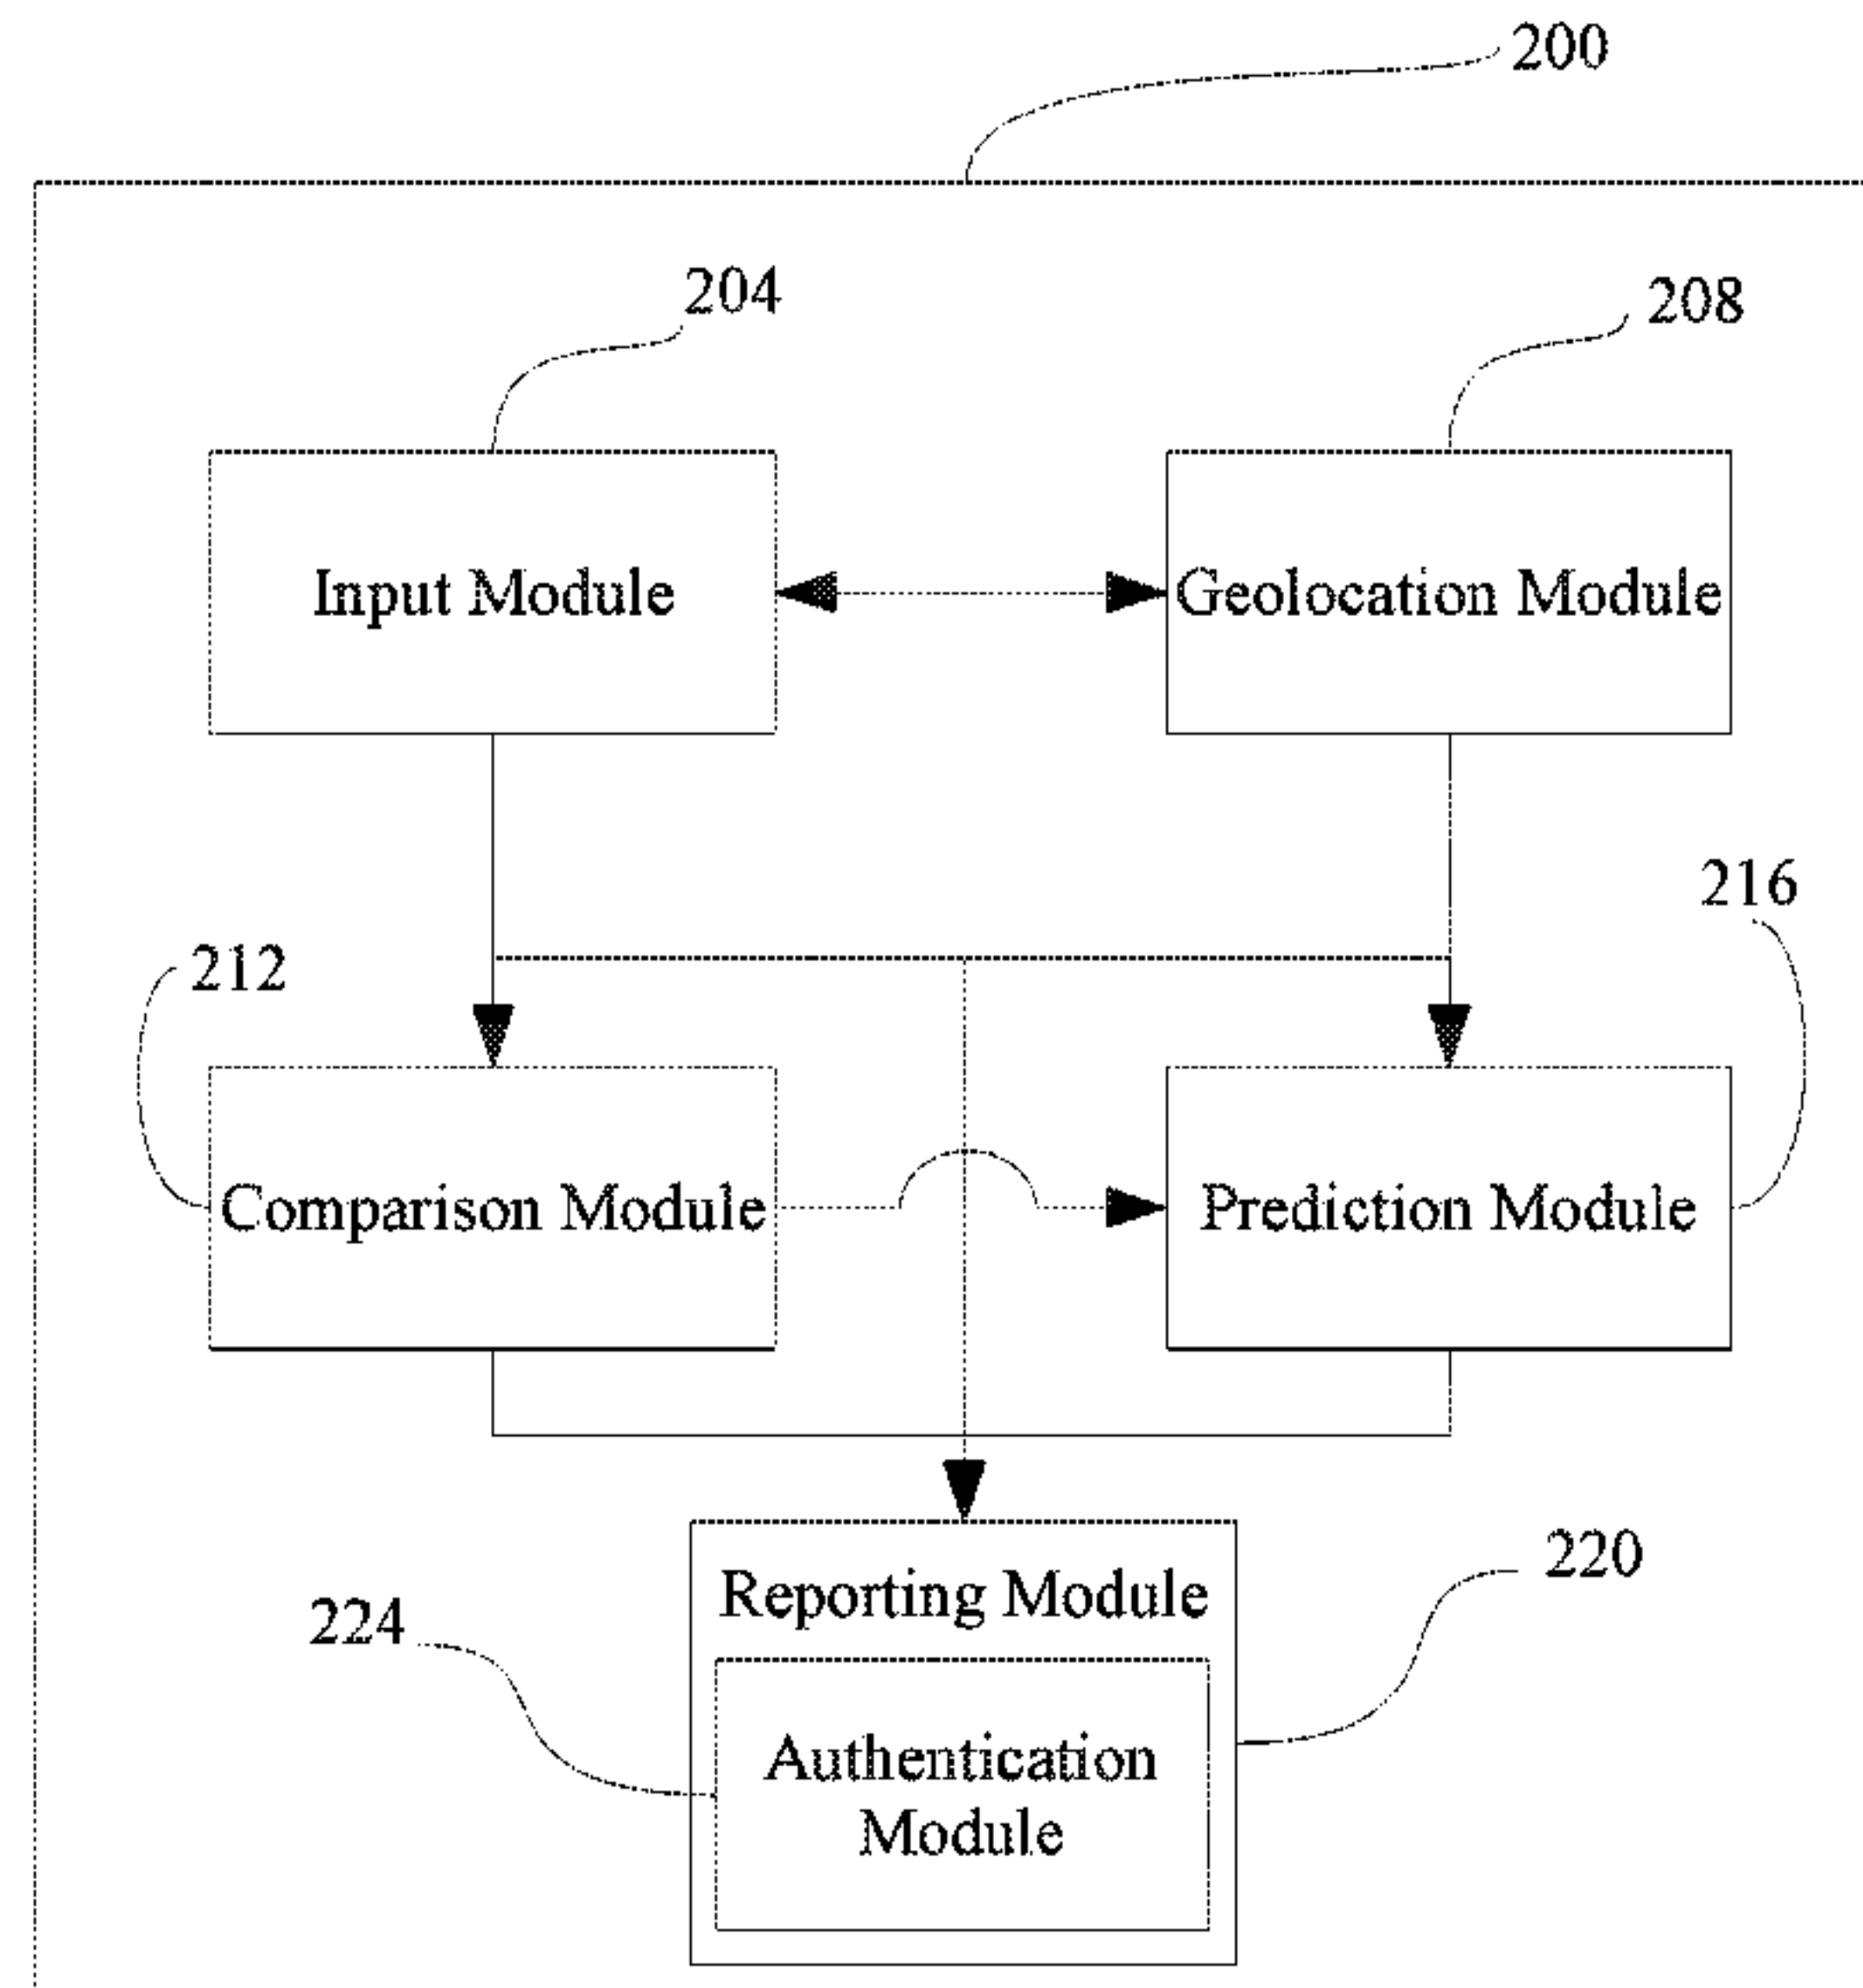 200
204
208
Input Module
Geolocation Module
216
212
Comparison Module
Prediction Module
220
Reporting Module
224
Authentication
Module